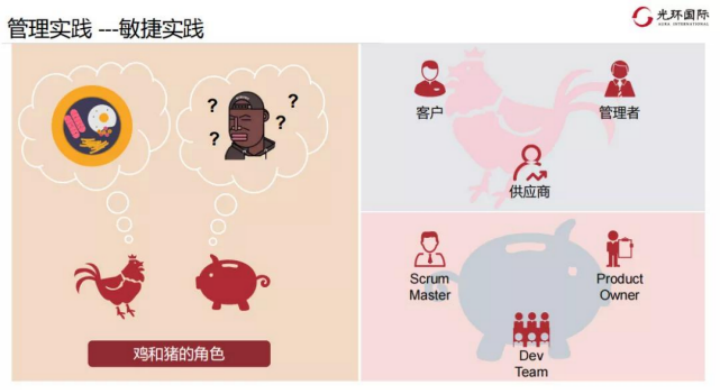 管理实践 ---敏捷实践
光环国际
AURA INTERNATIONAL
? ?
? ?
鸡和猪的角色
客户
管理者
供应商
Scrum
Master
Product
Owner
Dev
Team